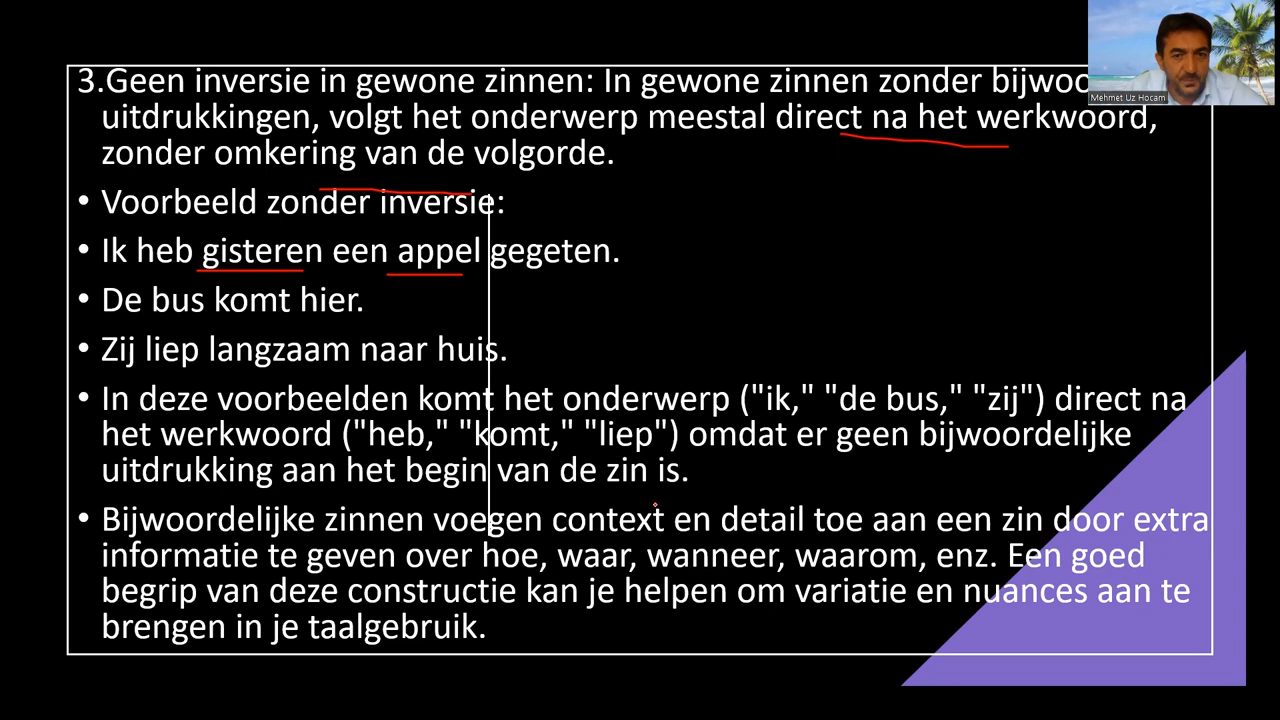 Mehmet Uz Hocam
3.Geen inversie in gewone zinnen: In gewone zinnen zonder
uitdrukkingen, volgt het onderwerp meestal direct na het werkwoord,
zonder omkering van de volgorde.
• Voorbeeld zonder inversie:
• Ik heb gisteren een appel gegeten.
• De bus komt hier.
• Zij liep langzaam naar huis.
• In deze voorbeelden komt het onderwerp ("ik," "de bus," "zij") direct na
het werkwoord ("heb," "komt," "liep") omdat er geen bijwoordelijke
uitdrukking aan het begin van de zin is.
• Bijwoordelijke zinnen voegen context en detail toe aan een zin door extra
informatie te geven over hoe, waar, wanneer, waarom, enz. Een goed
begrip van deze constructie kan je helpen om variatie en nuances aan te
brengen in je taalgebruik.